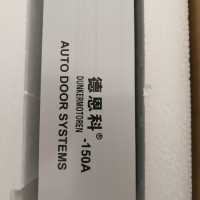 德恩科®
DUNKERMOTOREN
-150A
AUTO DOOR SYSTEMS